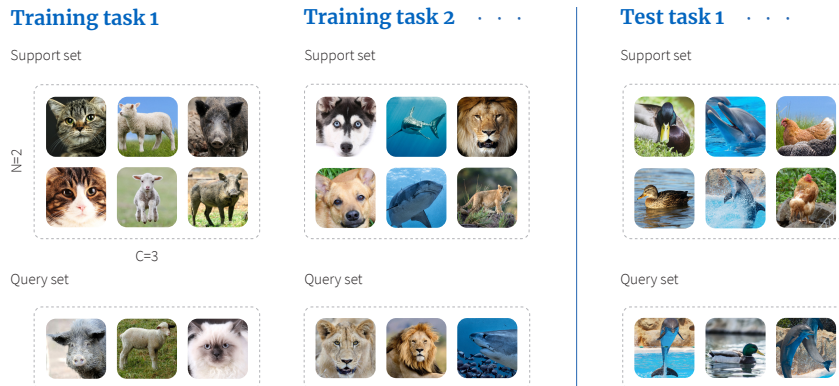 Training task 1
Support set
N=2
C=3
Query set
Training task 2 . . .
Support set
Query set
Test task 1 . . .
Support set
Query set